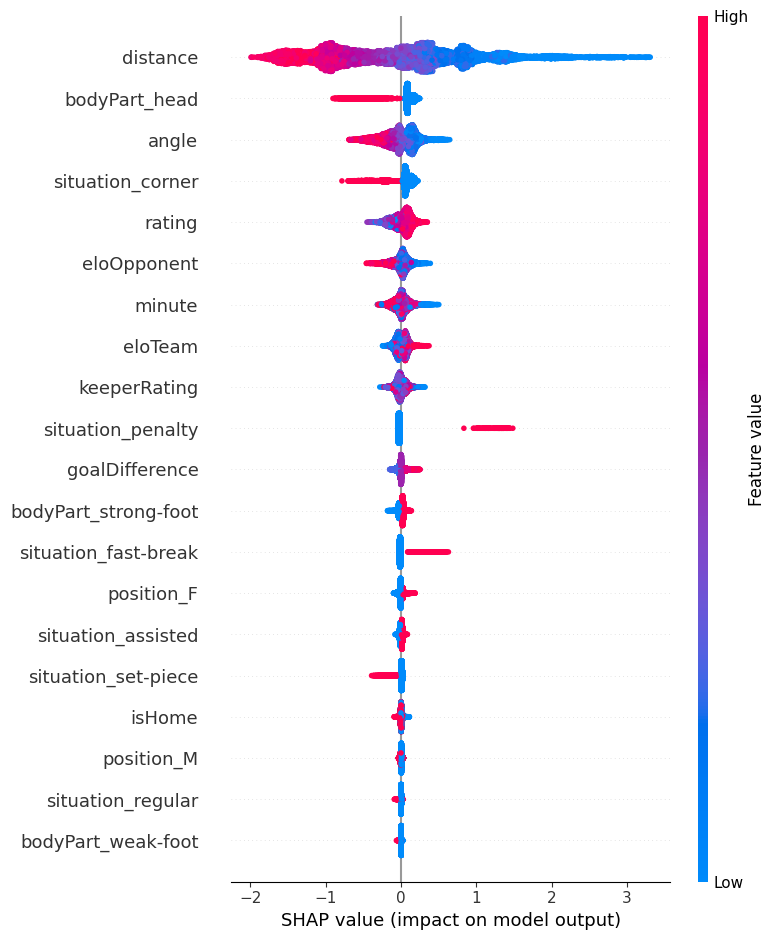 High
distance
bodyPart_head
angle
situation_corner
rating
eloOpponent
minute
eloTeam
keeperRating
situation_penalty
goalDifference
bodyPart_strong-foot
situation_fast-break
position_F
situation_assisted
situation_set-piece
isHome
position_M
situation_regular
bodyPart_weak-foot
Feature value
Low
−2 −1 0 1 2 3
SHAP value (impact on model output)